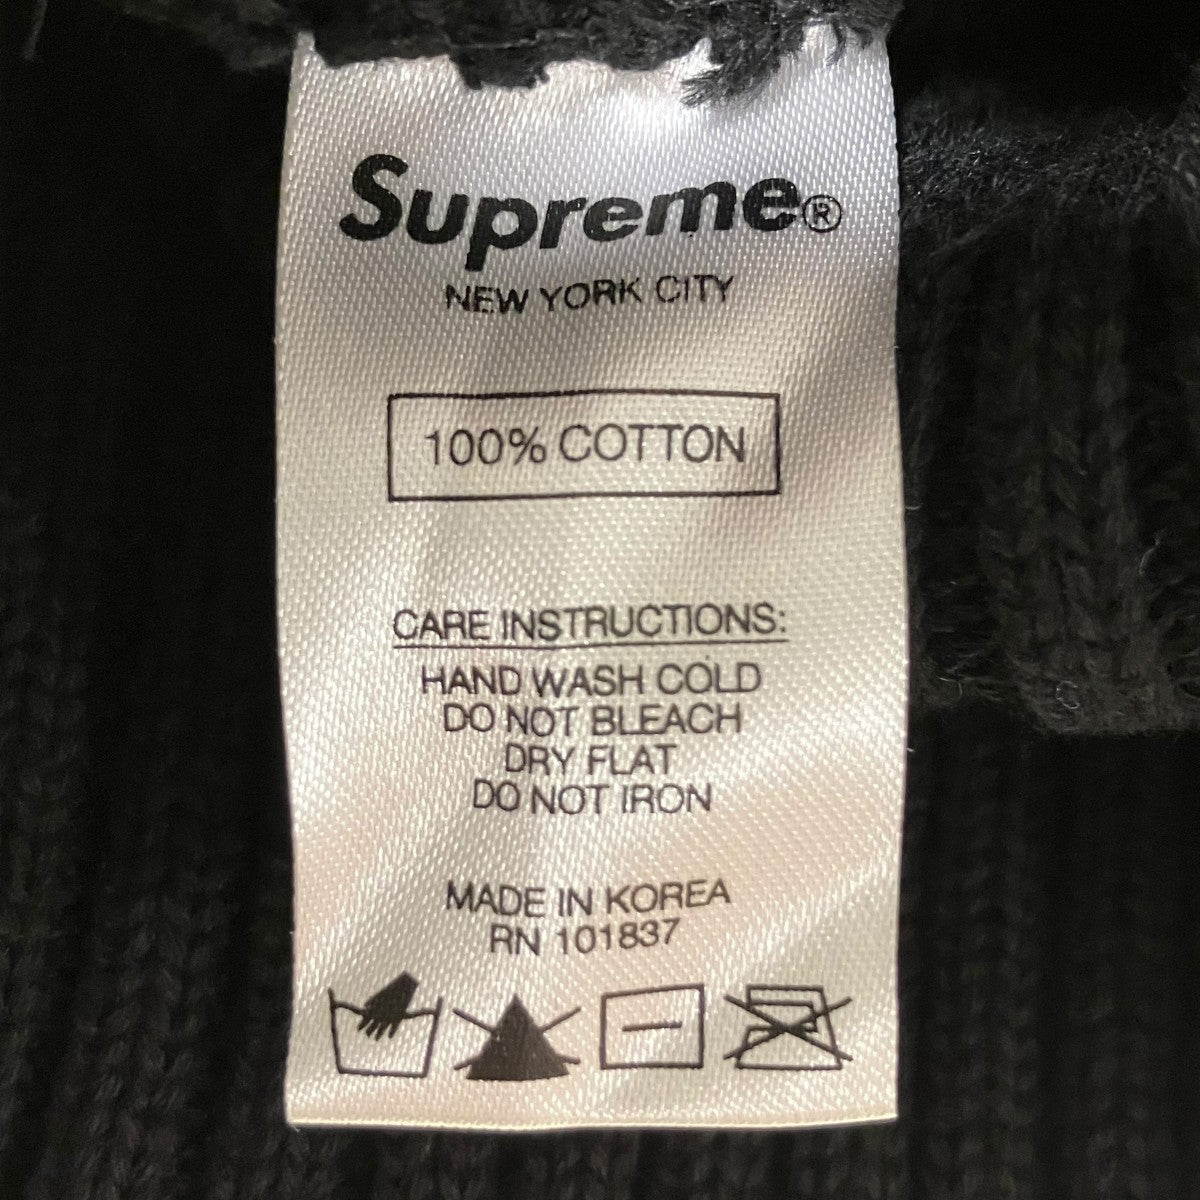 Supreme®
NEW YORK CITY
100% COTTON
CARE INSTRUCTIONS:
HAND WASH COLD
DO NOT BLEACH
DRY FLAT
DO NOT IRON
MADE IN KOREA
RN 101837